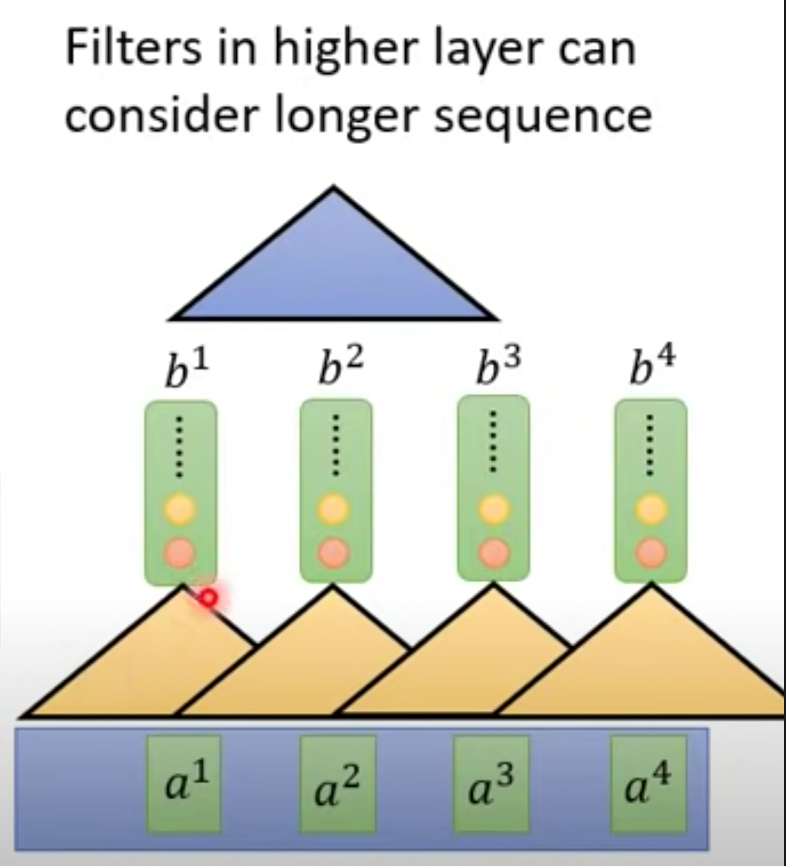 Filters in higher layer can
consider longer sequence
b¹ b² b³ b⁴
a¹ a² a³ a⁴